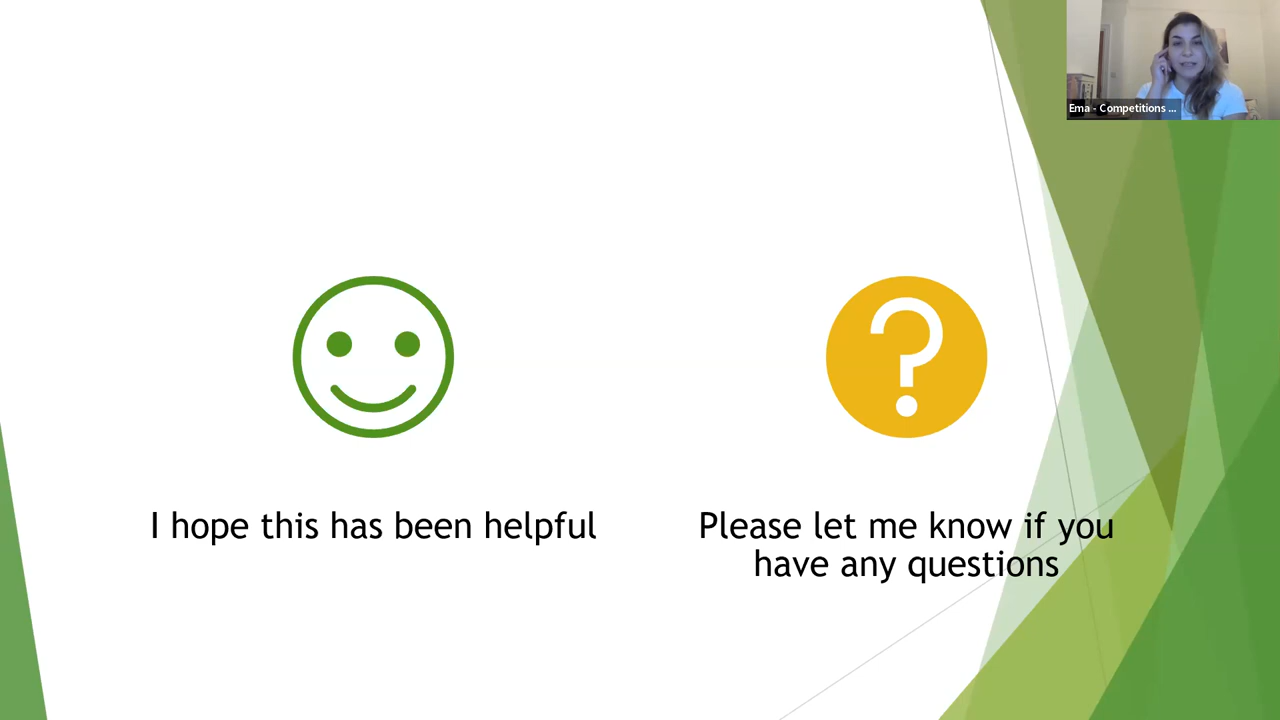 Ema - Competitions ...
I hope this has been helpful
Please let me know if you
have any questions